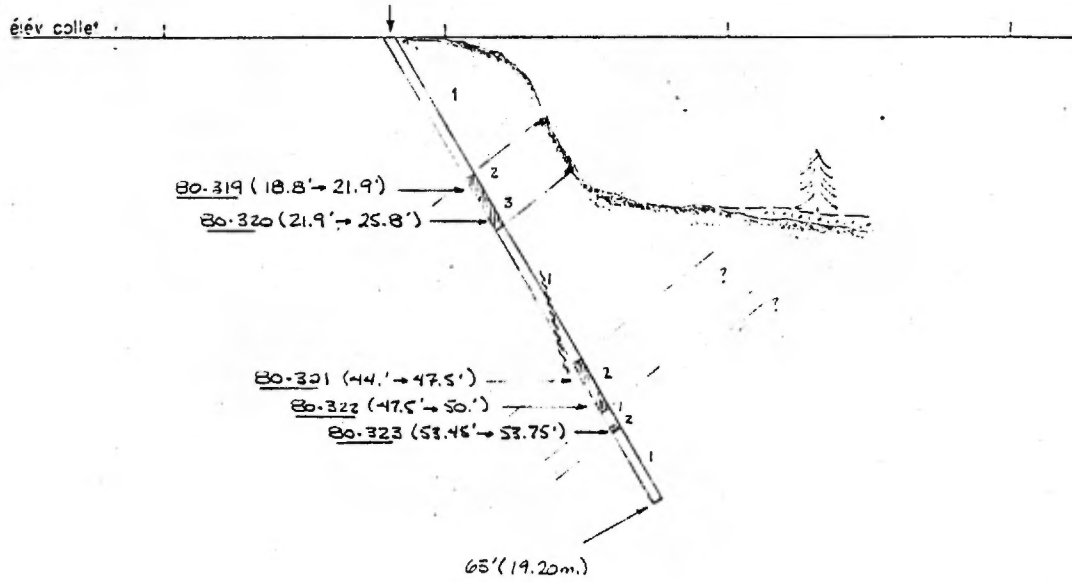 élév collet
1
2
80-319 (18.8'→ 21.9')
3
80-320 (21.9'→ 25.8')
?
1
?
2
80-321 (44.'→ 47.5')
80-322 (47.5'→ 50.')
1
2
80-323 (53.45'→ 53.75')
1
63' (19.20m.)